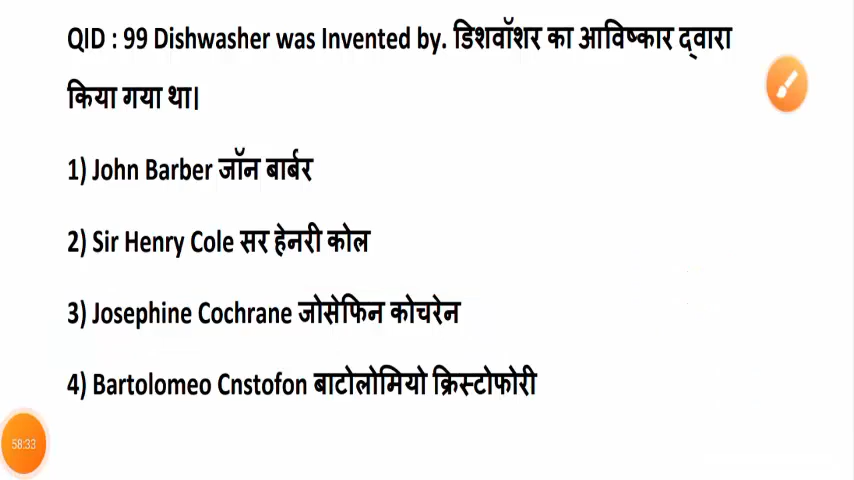 QID : 99 Dishwasher was Invented by. डिशवॉशर का आविष्कार द्वारा
किया गया था।
1) John Barber जॉन बार्बर
2) Sir Henry Cole सर हेनरी कोल
3) Josephine Cochrane जोसेफिन कोचरेन
4) Bartolomeo Cnstofon बाटोलोमियो क्रिस्टोफोरी
58:33